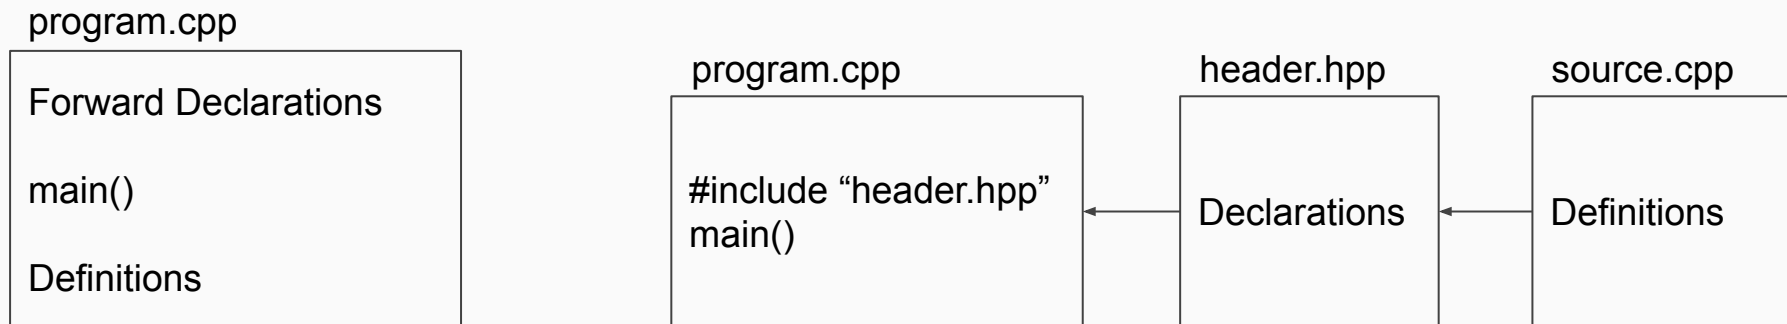 program.cpp
Forward Declarations
main()
Definitions
program.cpp
#include “header.hpp”
main()
header.hpp
Declarations
source.cpp
Definitions